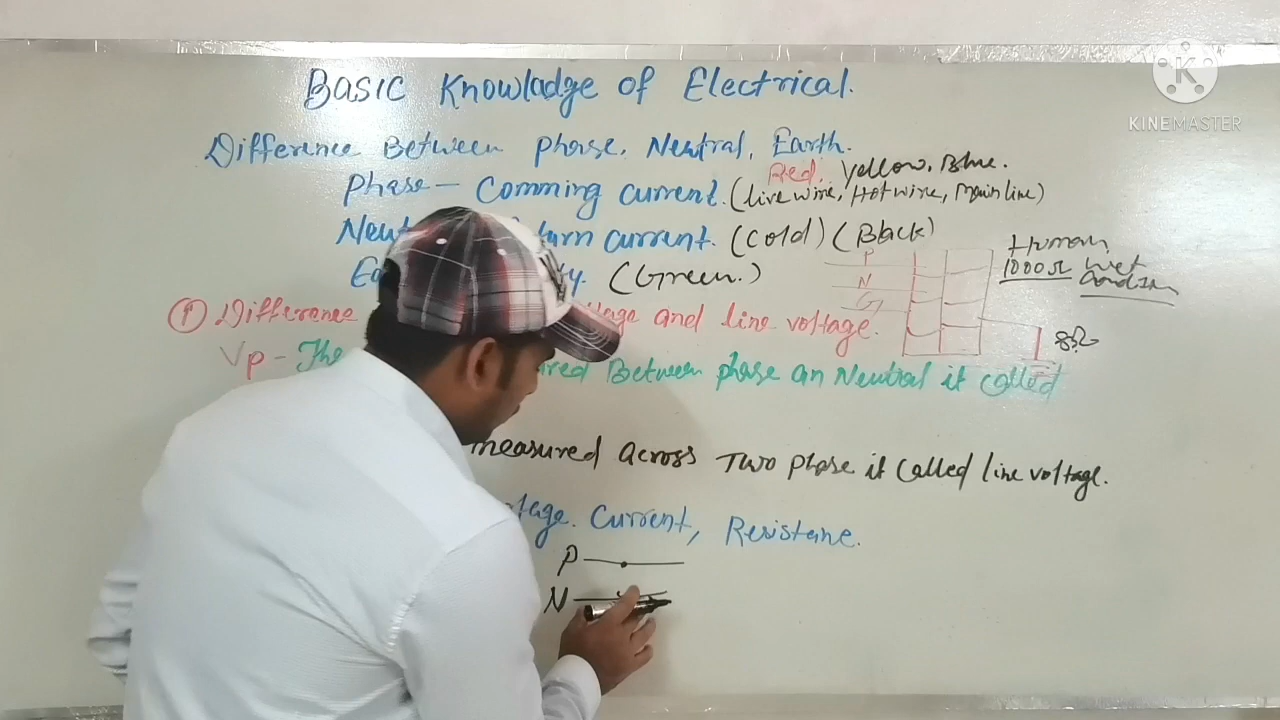 BASIC Knowladge of Electrical.
Difference Between Phase, Neutral, Earth.
Red, Yellow, Blue.
Phase - Comming current. (live wire, Hot wire, Main line)
Neut turn current. (Cold) (Black)
Ea ty. (Green.)
P
N
G
Human
1000Ω wet
8Ω
① Difference ltage and line voltage.
Vp - The red Between phase an Neutral it called
measured Across Two phase it called line voltage.
tage. Current, Resistane.
P
N
K
KINEMASTER